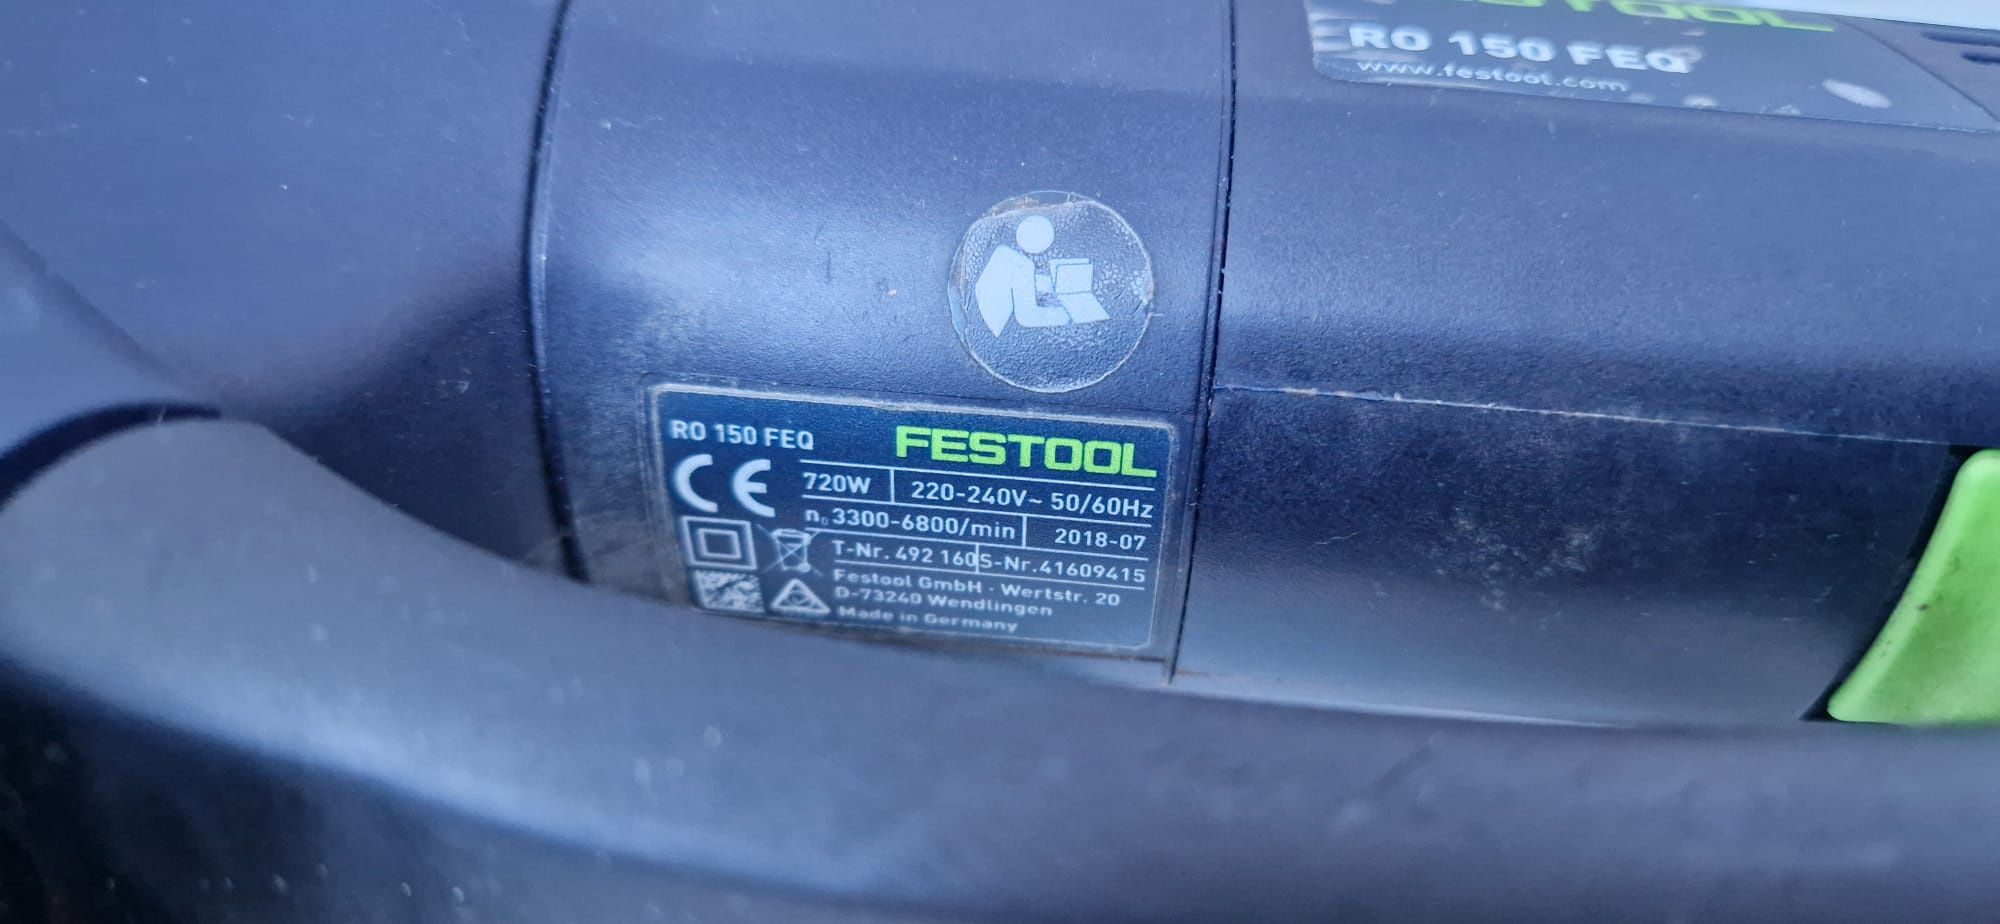 FESTOOL
RO 150 FEQ
www.festool.com
RO 150 FEQ FESTOOL
CE 720W 220-240V~ 50/60Hz
n₀ 3300-6800/min 2018-07
T-Nr. 492 160 S-Nr. 41609415
Festool GmbH · Wertstr. 20
D-73240 Wendlingen
Made in Germany